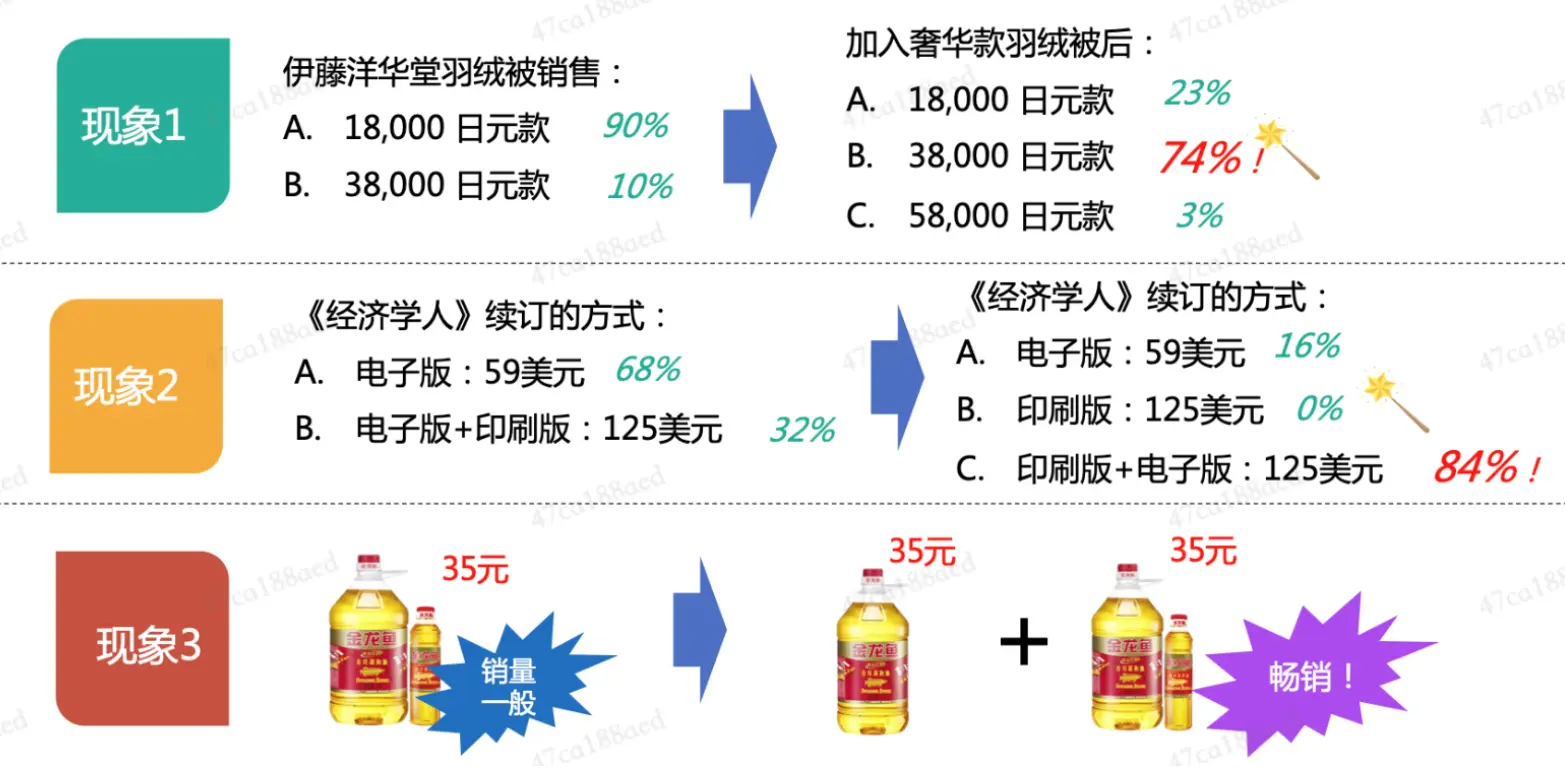 现象1
伊藤洋华堂羽绒被销售：
A. 18,000 日元款 90%
B. 38,000 日元款 10%
加入奢华款羽绒被后：
A. 18,000 日元款 23%
B. 38,000 日元款 74%！
C. 58,000 日元款 3%
现象2
《经济学人》续订的方式：
A. 电子版：59美元 68%
B. 电子版+印刷版：125美元 32%
《经济学人》续订的方式：
A. 电子版：59美元 16%
B. 印刷版：125美元 0%
C. 印刷版+电子版：125美元 84%！
现象3
35元
金龙鱼
销量
一般
35元
金龙鱼
+
35元
金龙鱼
畅销！
47ca188aed